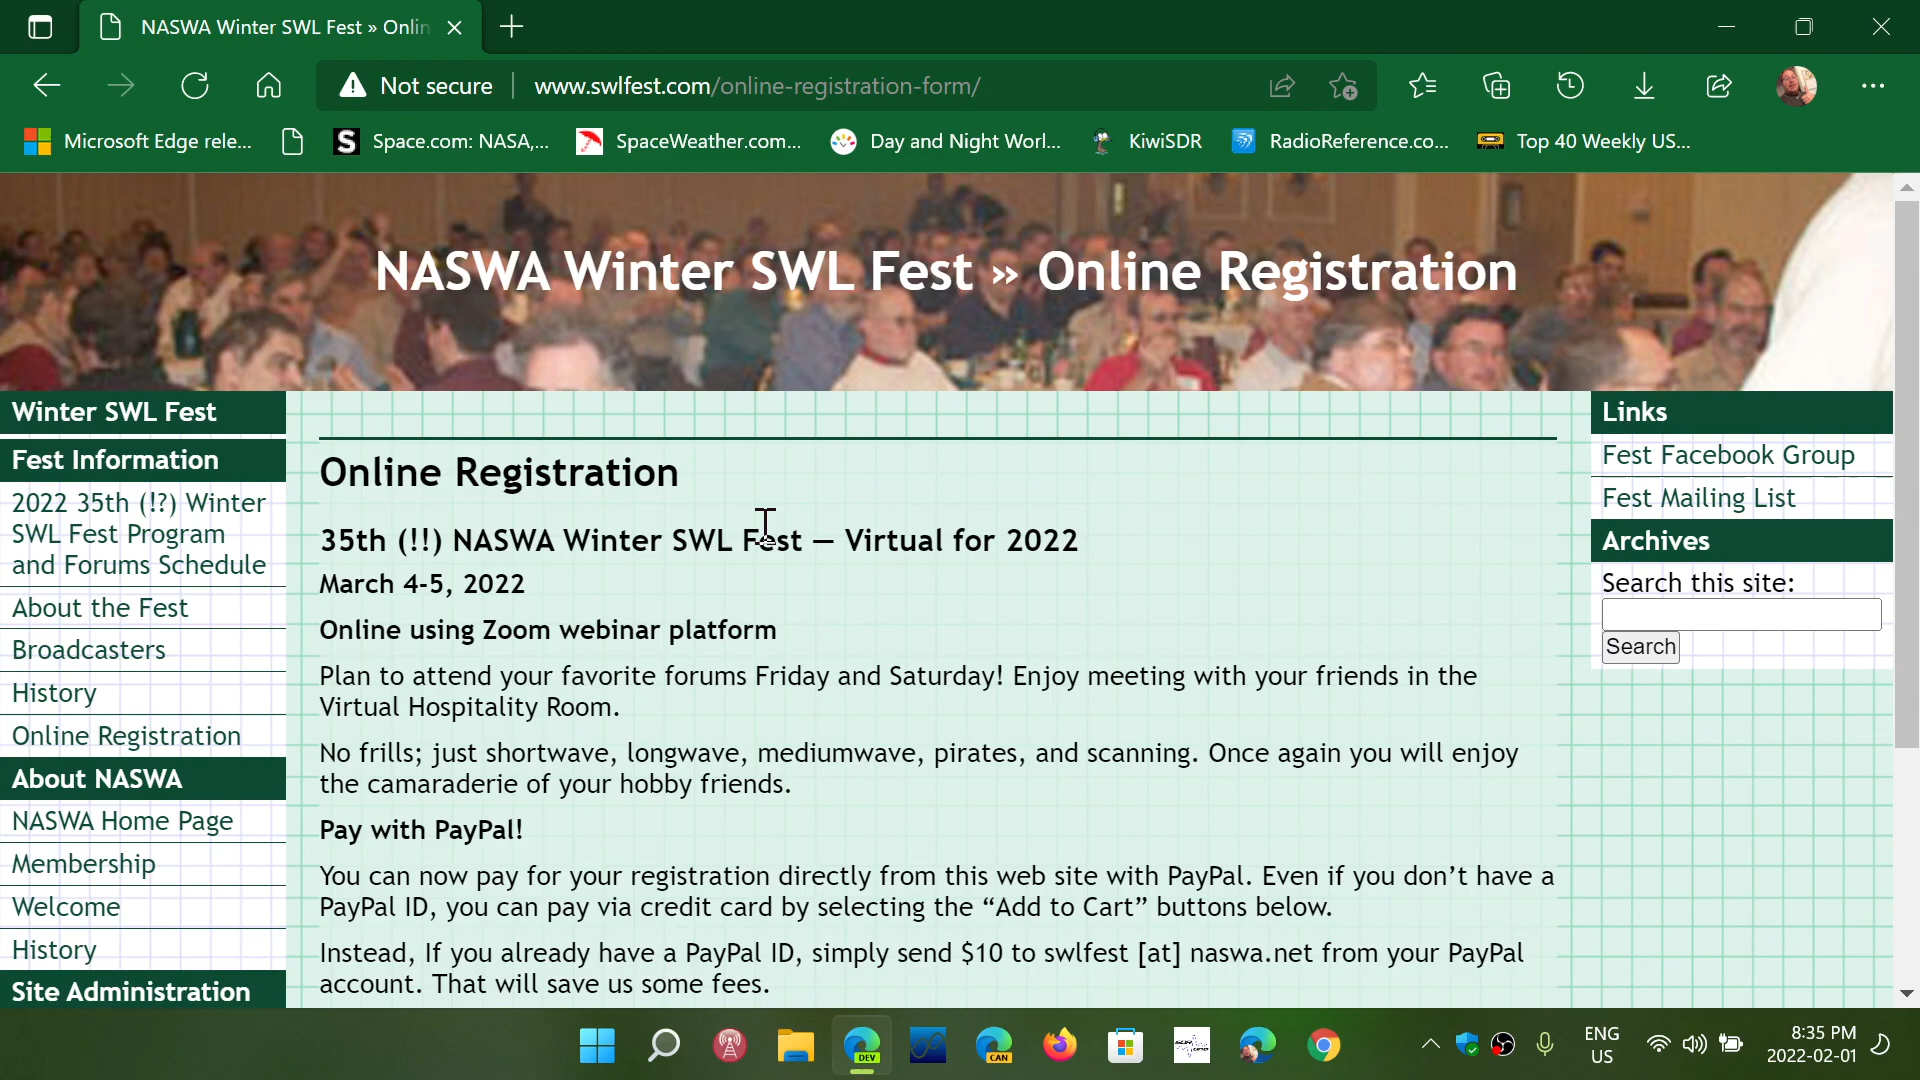 NASWA Winter SWL Fest » Onlin
Not secure
www.swlfest.com/online-registration-form/
Microsoft Edge rele...
Space.com: NASA,...
SpaceWeather.com...
Day and Night Worl...
KiwiSDR
RadioReference.co...
Top 40 Weekly US...
NASWA Winter SWL Fest » Online Registration
Winter SWL Fest
Fest Information
2022 35th (!?) Winter
SWL Fest Program
and Forums Schedule
About the Fest
Broadcasters
History
Online Registration
About NASWA
NASWA Home Page
Membership
Welcome
History
Site Administration
Online Registration
35th (!!) NASWA Winter SWL Fest — Virtual for 2022
March 4-5, 2022
Online using Zoom webinar platform
Plan to attend your favorite forums Friday and Saturday! Enjoy meeting with your friends in the
Virtual Hospitality Room.
No frills; just shortwave, longwave, mediumwave, pirates, and scanning. Once again you will enjoy
the camaraderie of your hobby friends.
Pay with PayPal!
You can now pay for your registration directly from this web site with PayPal. Even if you don’t have a
PayPal ID, you can pay via credit card by selecting the “Add to Cart” buttons below.
Instead, If you already have a PayPal ID, simply send $10 to swlfest [at] naswa.net from your PayPal
account. That will save us some fees.
Links
Fest Facebook Group
Fest Mailing List
Archives
Search this site:
Search
DEV
CAN
ENG
US
8:35 PM
2022-02-01